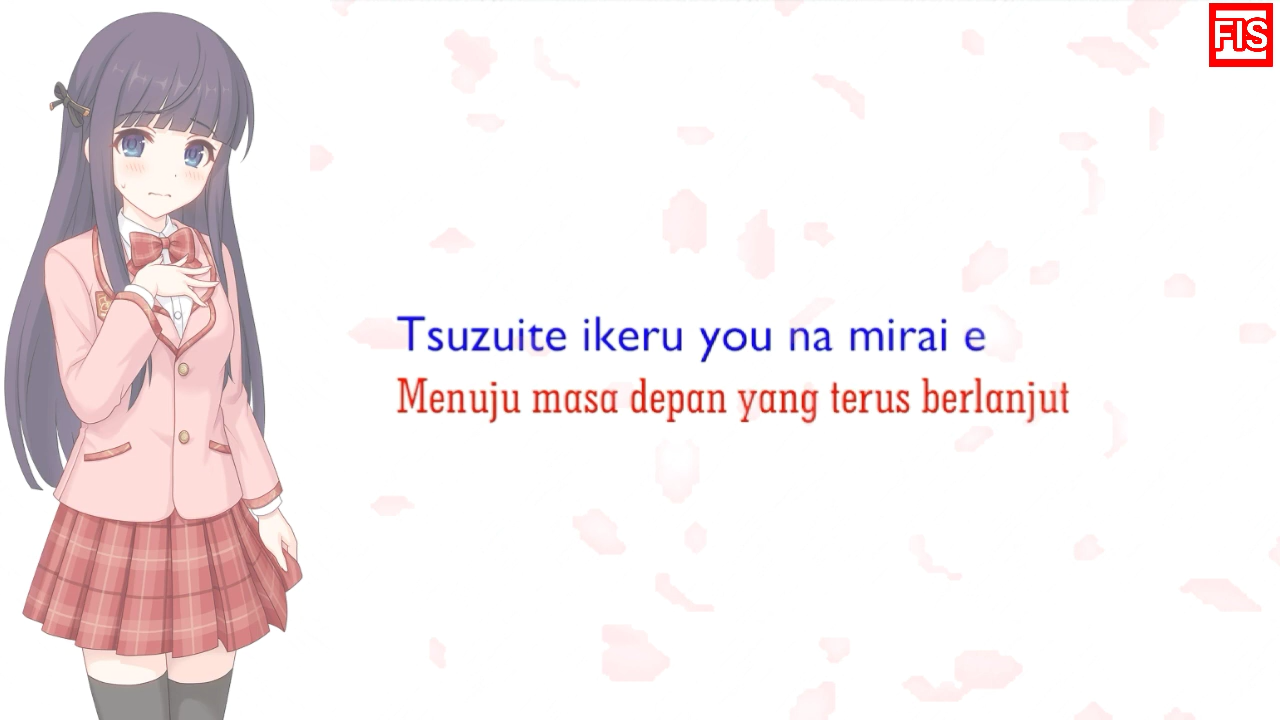 FIS
Tsuzuite ikeru you na mirai e
Menuju masa depan yang terus berlanjut